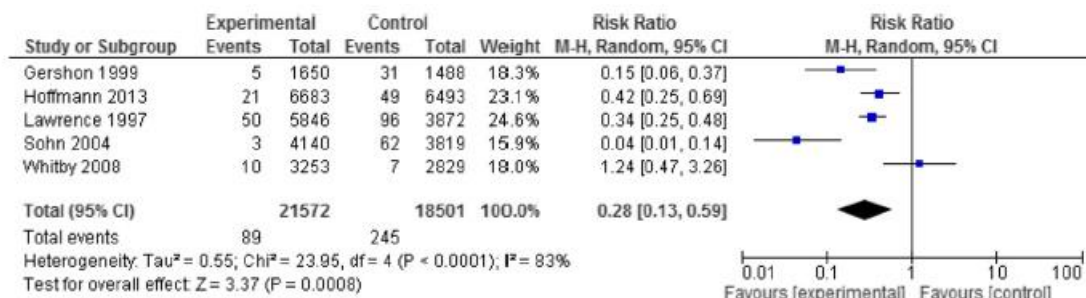 Experimental Control Risk Ratio Risk Ratio
Study or Subgroup Events Total Events Total Weight M-H, Random, 95% CI M-H, Random, 95% CI
Gershon 1999 5 1650 31 1488 18.3% 0.15 [0.06, 0.37]
Hoffmann 2013 21 6683 49 6493 23.1% 0.42 [0.25, 0.69]
Lawrence 1997 50 5846 96 3872 24.6% 0.34 [0.25, 0.48]
Sohn 2004 3 4140 62 3819 15.9% 0.04 [0.01, 0.14]
Whitby 2008 10 3253 7 2829 18.0% 1.24 [0.47, 3.26]
Total (95% CI) 21572 18501 100.0% 0.28 [0.13, 0.59]
Total events 89 245
Heterogeneity: Tau² = 0.55; Chi² = 23.95, df = 4 (P < 0.0001); I² = 83%
0.01 0.1 1 10 100
Test for overall effect: Z = 3.37 (P = 0.0008)
Favours [experimental] Favours [control]